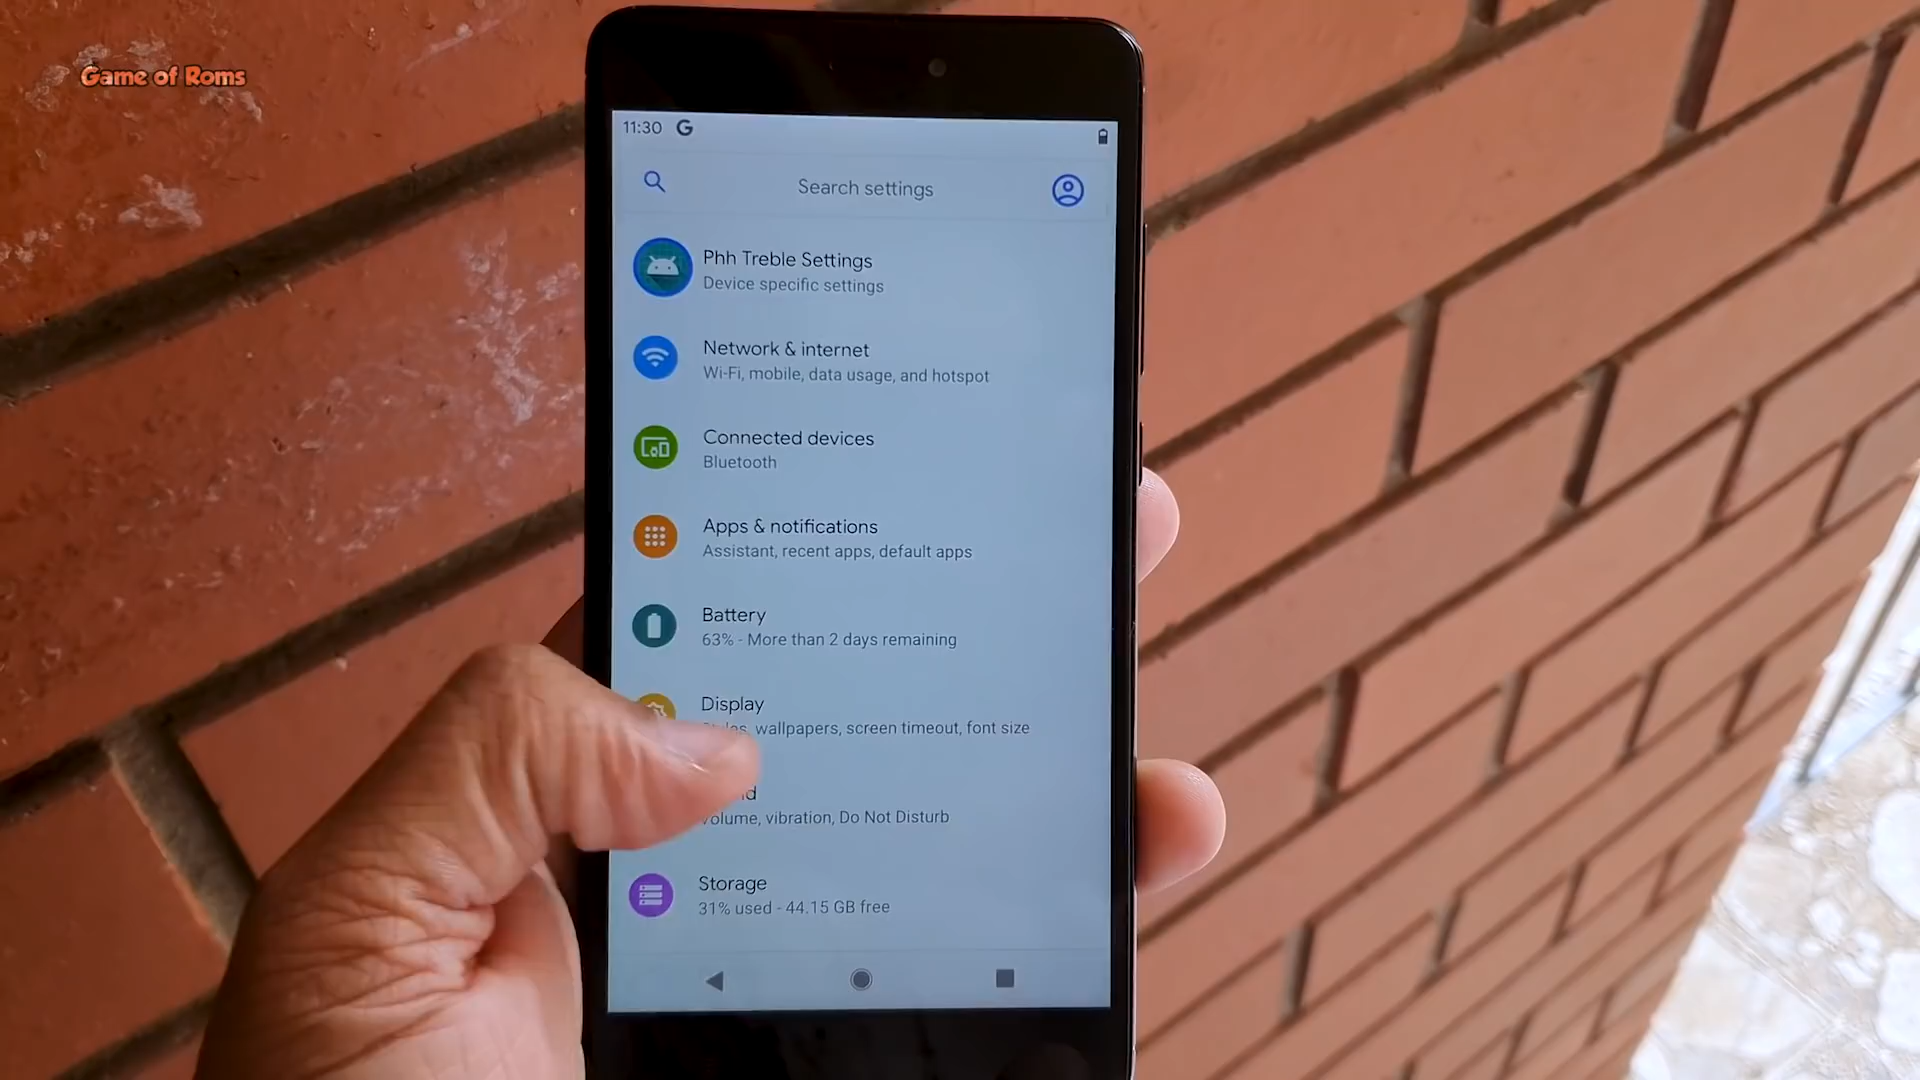 Game of Roms
11:30 G
Search settings
Phh Treble Settings
Device specific settings
Network & internet
Wi-Fi, mobile, data usage, and hotspot
Connected devices
Bluetooth
Apps & notifications
Assistant, recent apps, default apps
Battery
63% - More than 2 days remaining
Display
wallpapers, screen timeout, font size
volume, vibration, Do Not Disturb
Storage
31% used - 44.15 GB free